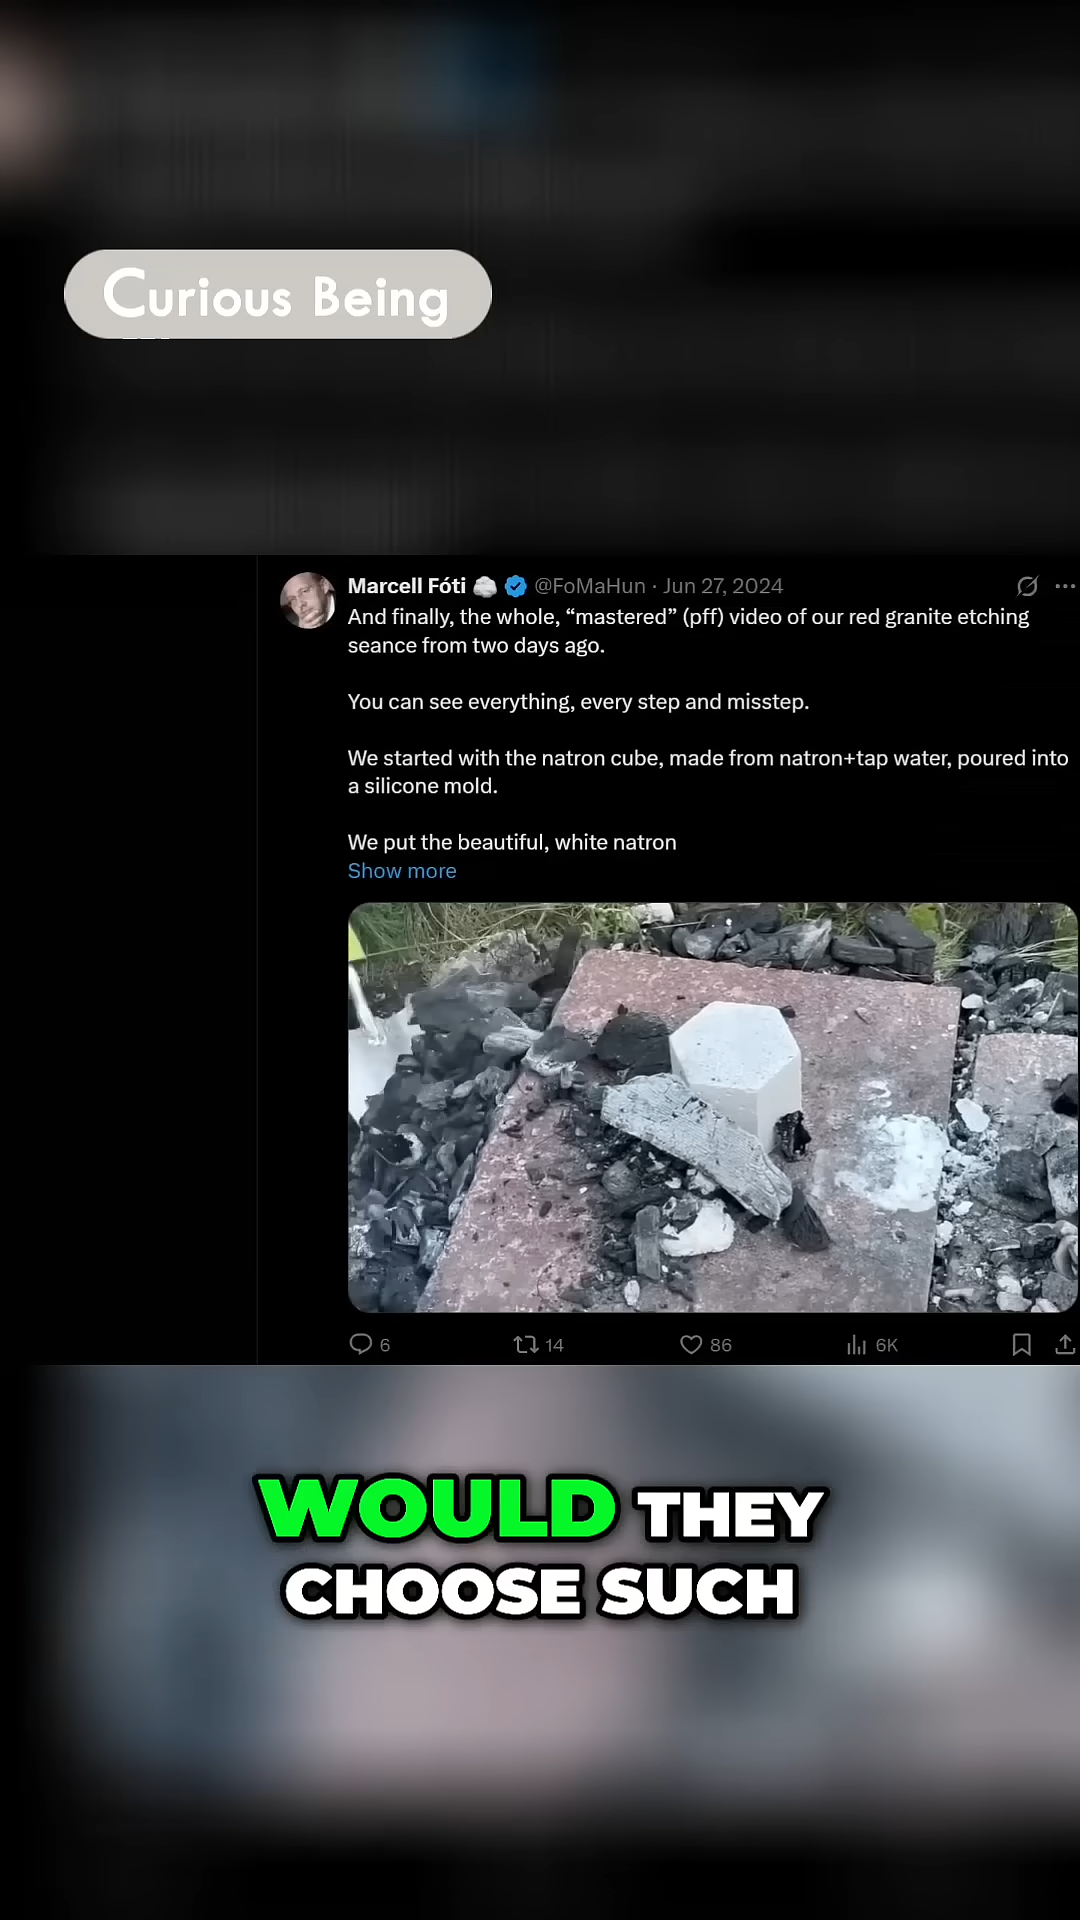 Curious Being
Marcell Fóti @FoMaHun · Jun 27, 2024
And finally, the whole, “mastered” (pff) video of our red granite etching
seance from two days ago.
You can see everything, every step and misstep.
We started with the natron cube, made from natron+tap water, poured into
a silicone mold.
We put the beautiful, white natron
Show more
6 14 86 6K
WOULD THEY
CHOOSE SUCH